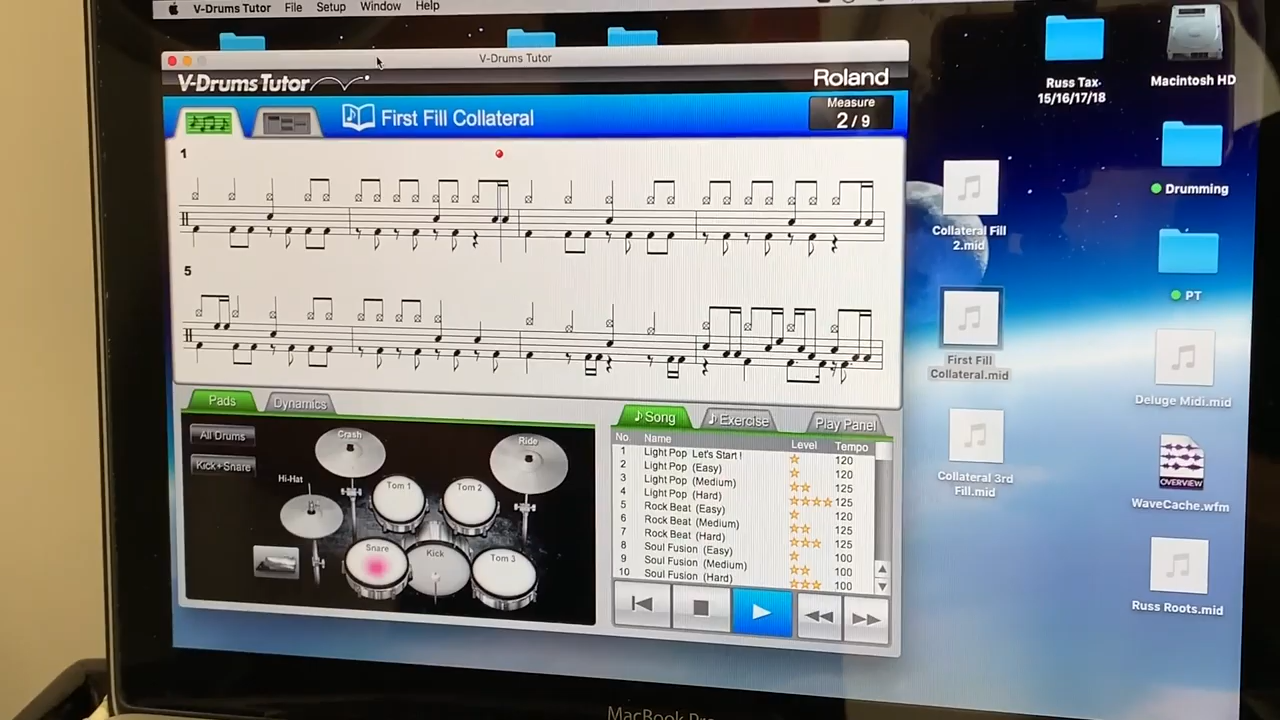 V-Drums Tutor File Setup Window Help
V-Drums Tutor
V-Drums Tutor
Roland
First Fill Collateral
Measure
2 / 9
1
5
Pads
Dynamics
All Drums
Kick+Snare
Crash
Ride
Hi-Hat
Tom 1
Tom 2
Snare
Kick
Tom 3
Song
Exercise
Play Panel
No. Name Level Tempo
1 Light Pop Let's Start ! 120
2 Light Pop (Easy) 120
3 Light Pop (Medium) 125
4 Light Pop (Hard) 125
5 Rock Beat (Easy) 120
6 Rock Beat (Medium) 125
7 Rock Beat (Hard) 125
8 Soul Fusion (Easy) 100
9 Soul Fusion (Medium) 100
10 Soul Fusion (Hard) 100
Russ Tax-
15/16/17/18
Macintosh HD
Drumming
Collateral Fill
2.mid
PT
First Fill
Collateral.mid
Deluge Midi.mid
Collateral 3rd
Fill.mid
OVERVIEW
WaveCache.wfm
Russ Roots.mid
MacBook Pro